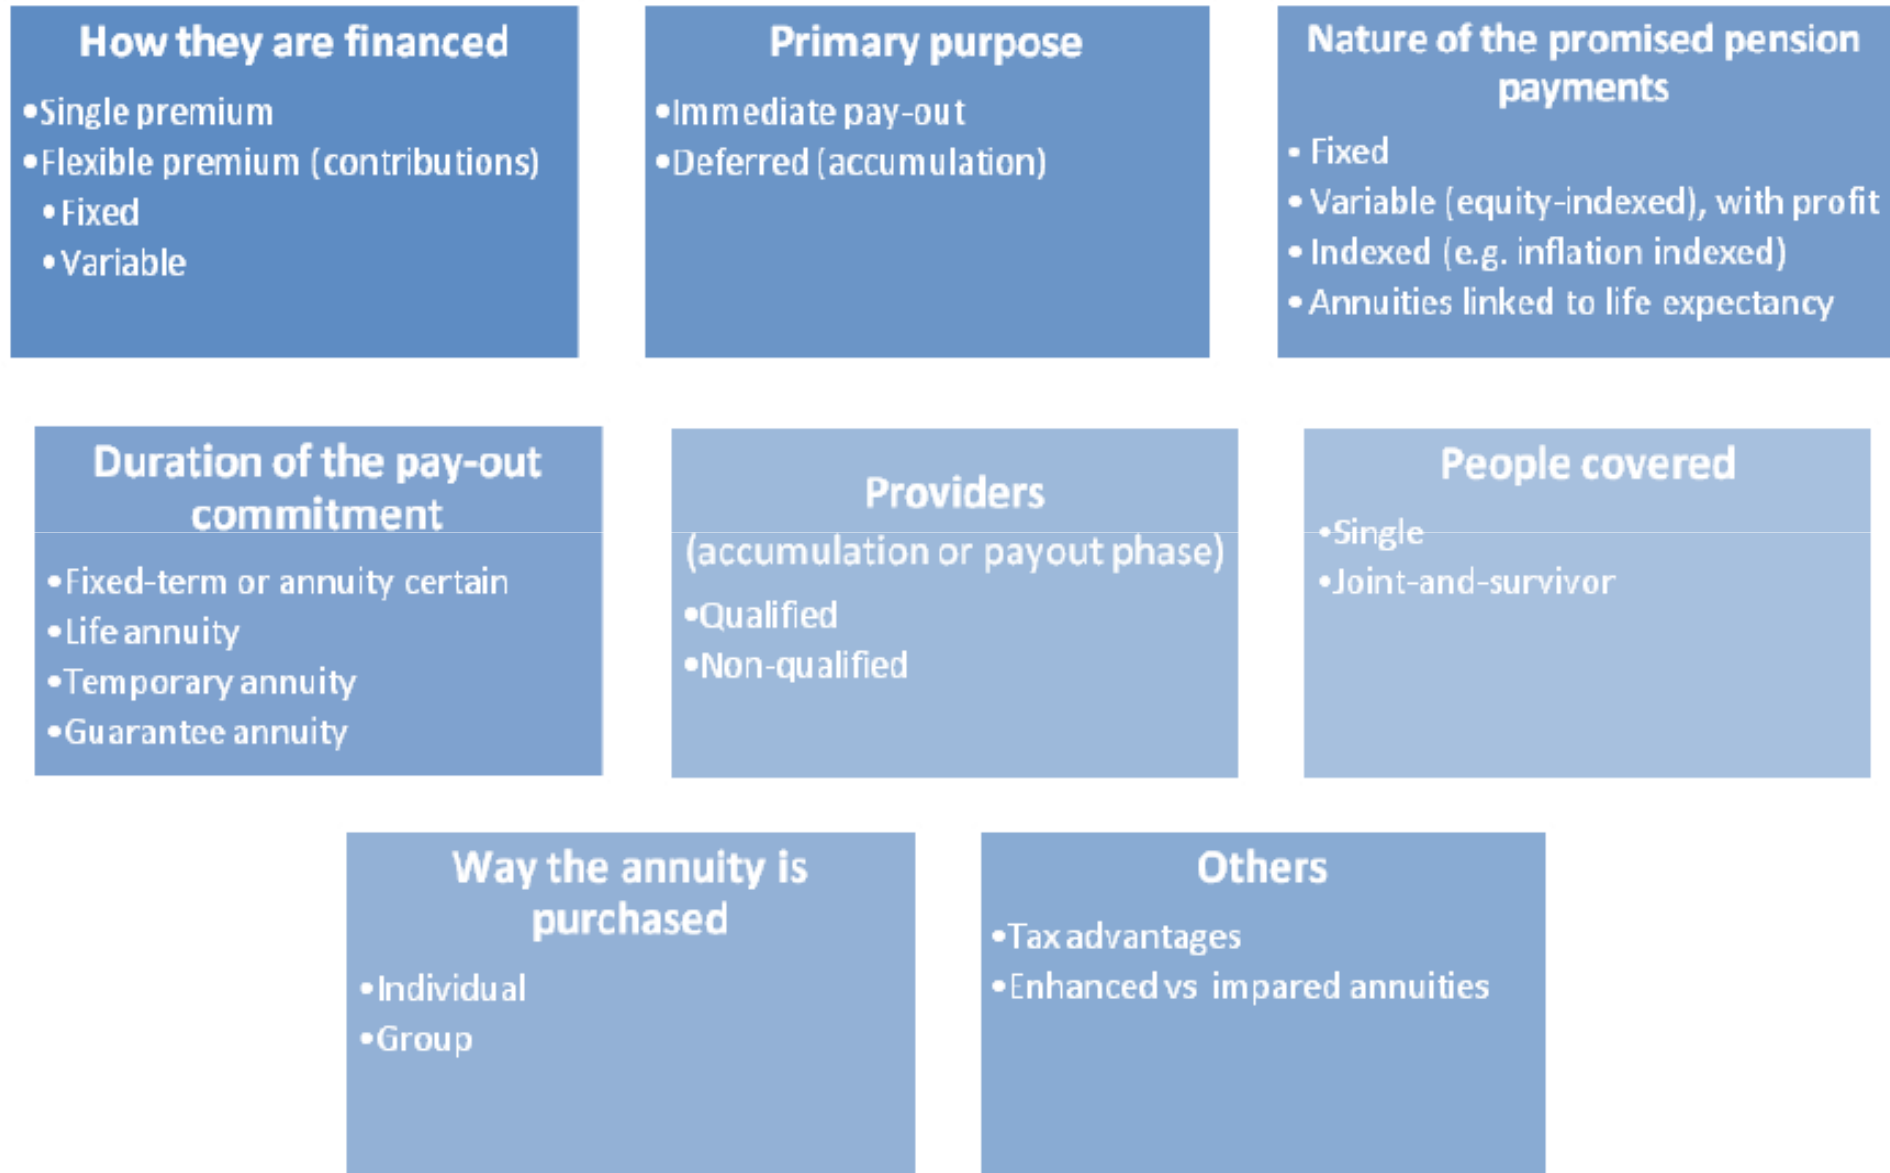 How they are financed
•Single premium
•Flexible premium (contributions)
•Fixed
•Variable
Primary purpose
•Immediate pay-out
•Deferred (accumulation)
Nature of the promised pension
payments
• Fixed
• Variable (equity-indexed), with profit
• Indexed (e.g. inflation indexed)
• Annuities linked to life expectancy
Duration of the pay-out
commitment
•Fixed-term or annuity certain
•Life annuity
•Temporary annuity
•Guarantee annuity
Providers
(accumulation or payout phase)
•Qualified
•Non-qualified
People covered
•Single
•Joint-and-survivor
Way the annuity is
purchased
•Individual
•Group
Others
•Tax advantages
•Enhanced vs impared annuities